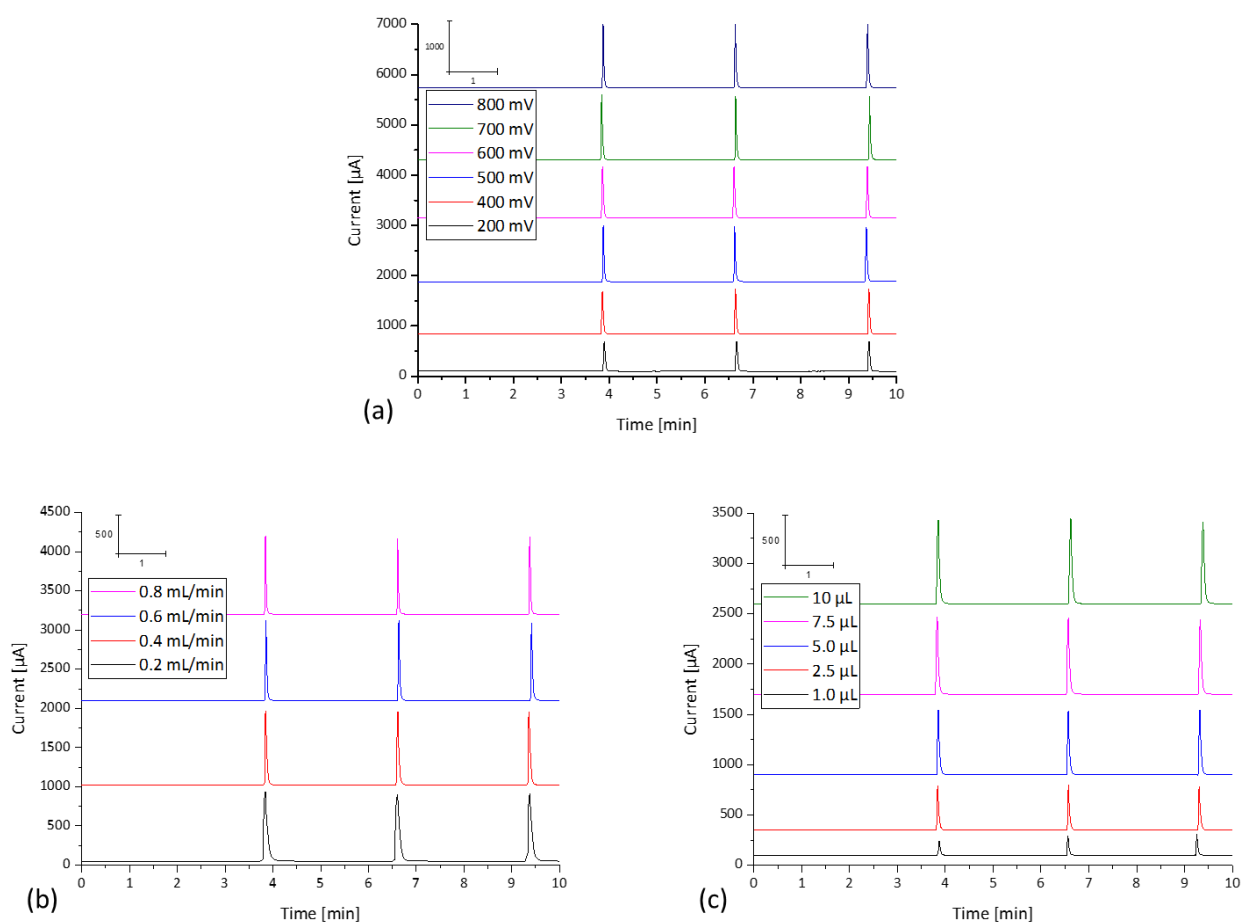 7000
6000
5000
4000
3000
2000
1000
0
Current [µA]
1000
1
800 mV
700 mV
600 mV
500 mV
400 mV
200 mV
0 1 2 3 4 5 6 7 8 9 10
Time [min]
(a)
4500
4000
3500
3000
2500
2000
1500
1000
500
0
Current [µA]
500
1
0.8 mL/min
0.6 mL/min
0.4 mL/min
0.2 mL/min
0 1 2 3 4 5 6 7 8 9 10
Time [min]
(b)
3500
3000
2500
2000
1500
1000
500
0
Current [µA]
500
1
10 µL
7.5 µL
5.0 µL
2.5 µL
1.0 µL
0 1 2 3 4 5 6 7 8 9 10
Time [min]
(c)